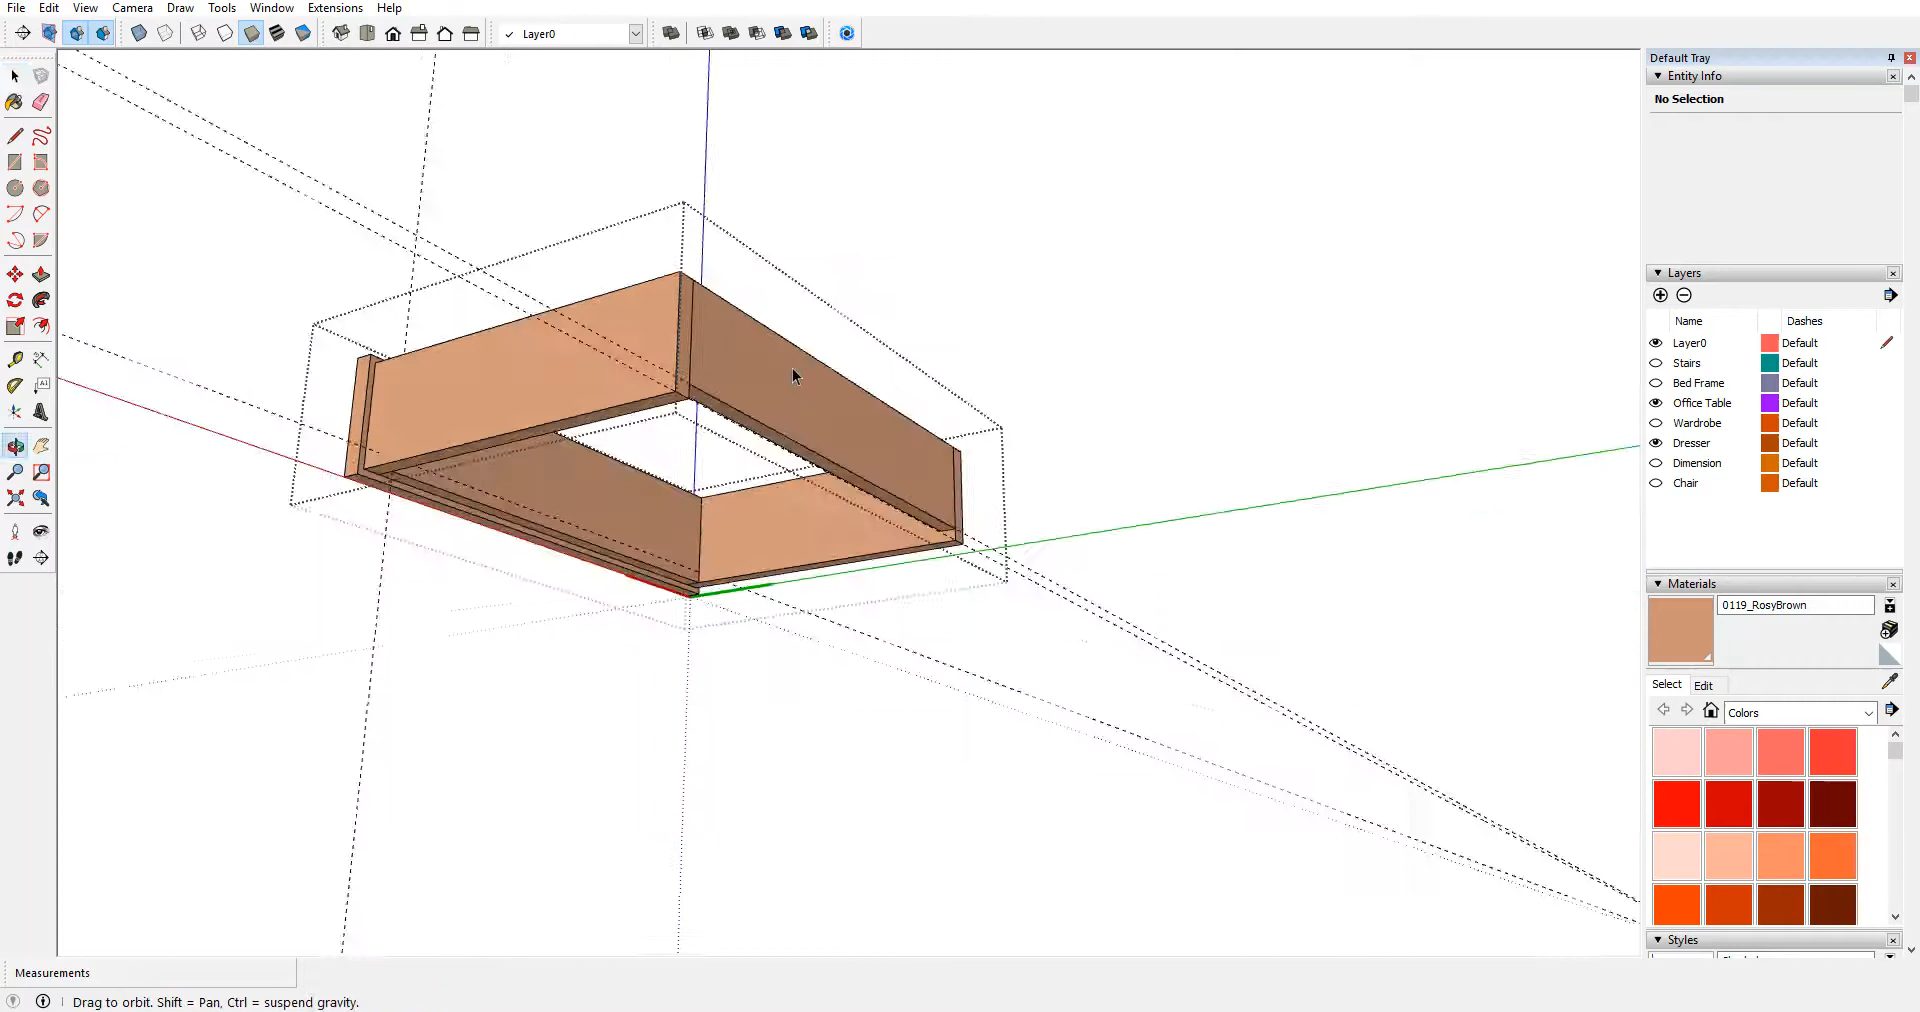 File Edit View Camera Draw Tools Window Extensions Help
✓ Layer0
Default Tray
Entity Info
No Selection
Layers
Name Dashes
Layer0 Default
Stairs Default
Bed Frame Default
Office Table Default
Wardrobe Default
Dresser Default
Dimension Default
Chair Default
Materials
0119_RosyBrown
Select Edit
Colors
Styles
Measurements
Drag to orbit. Shift = Pan, Ctrl = suspend gravity.